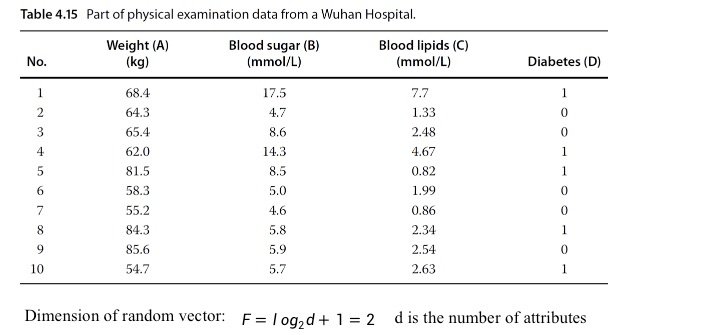 Table 4.15 Part of physical examination data from a Wuhan Hospital.
No. Weight (A) (kg) Blood sugar (B) (mmol/L) Blood lipids (C) (mmol/L) Diabetes (D)
1 68.4 17.5 7.7 1
2 64.3 4.7 1.33 0
3 65.4 8.6 2.48 0
4 62.0 14.3 4.67 1
5 81.5 8.5 0.82 1
6 58.3 5.0 1.99 0
7 55.2 4.6 0.86 0
8 84.3 5.8 2.34 1
9 85.6 5.9 2.54 0
10 54.7 5.7 2.63 1
Dimension of random vector: F = log₂d + 1 = 2 d is the number of attributes